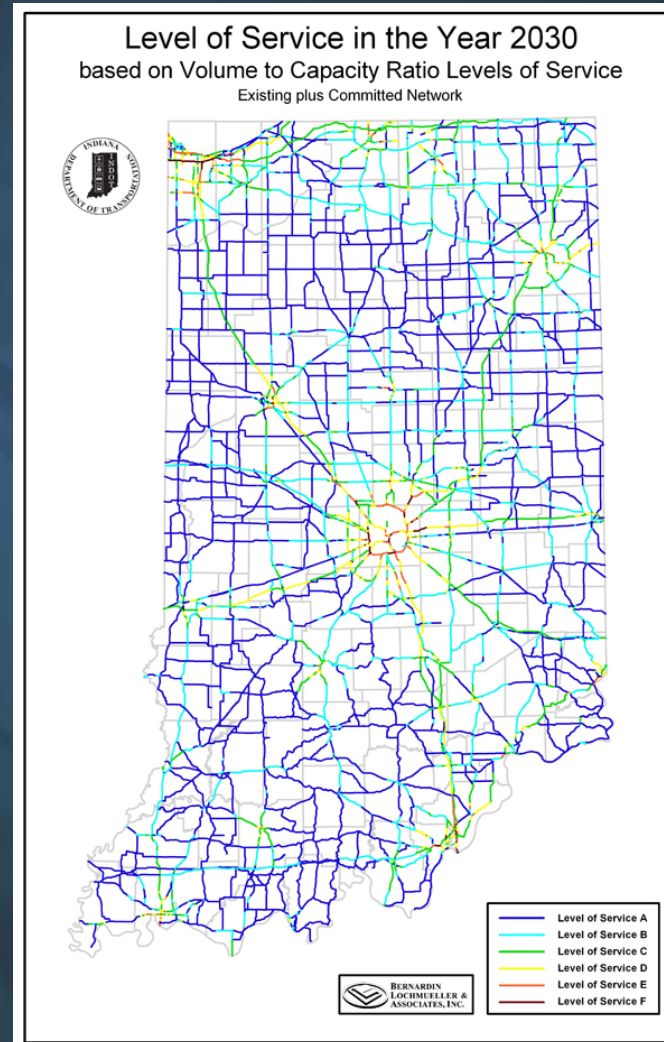 Level of Service in the Year 2030
based on Volume to Capacity Ratio Levels of Service
Existing plus Committed Network
INDIANA
DEPARTMENT OF TRANSPORTATION
INDOT
Level of Service A
Level of Service B
Level of Service C
Level of Service D
Level of Service E
Level of Service F
BERNARDIN
LOCHMUELLER &
ASSOCIATES, INC.